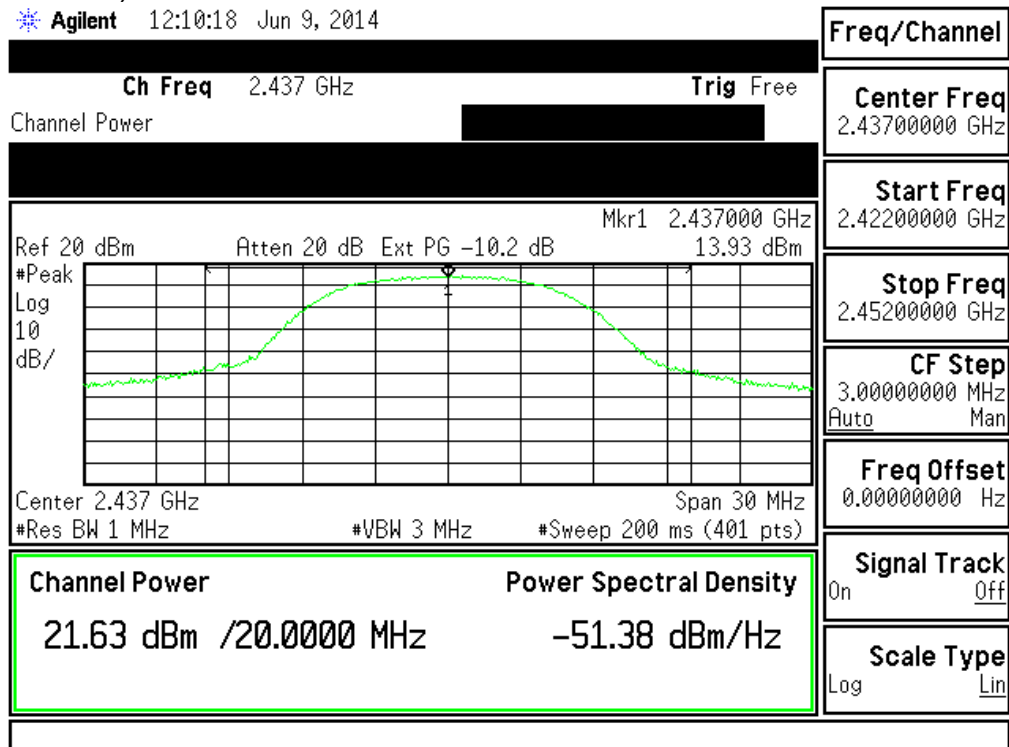 Agilent 12:10:18 Jun 9, 2014
Ch Freq 2.437 GHz Trig Free
Channel Power
Mkr1 2.437000 GHz
Ref 20 dBm Atten 20 dB Ext PG -10.2 dB 13.93 dBm
#Peak
Log
10
dB/
1
Center 2.437 GHz Span 30 MHz
#Res BW 1 MHz #VBW 3 MHz #Sweep 200 ms (401 pts)
Channel Power Power Spectral Density
21.63 dBm /20.0000 MHz -51.38 dBm/Hz
Freq/Channel
Center Freq
2.43700000 GHz
Start Freq
2.42200000 GHz
Stop Freq
2.45200000 GHz
CF Step
3.00000000 MHz
Auto Man
Freq Offset
0.00000000 Hz
Signal Track
On Off
Scale Type
Log Lin